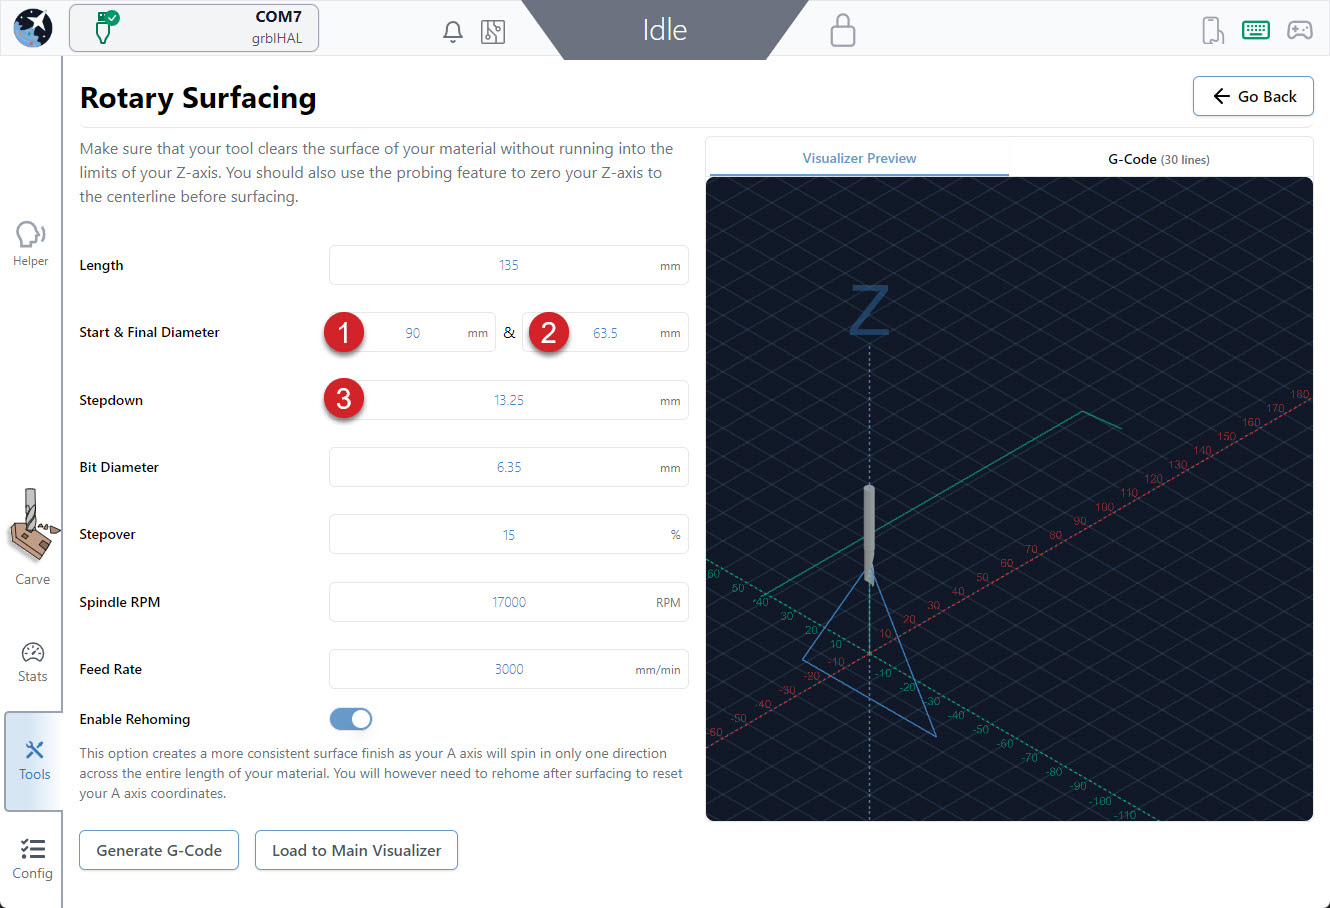 COM7
grblHAL
Idle
Rotary Surfacing
Go Back
Make sure that your tool clears the surface of your material without running into the
limits of your Z-axis. You should also use the probing feature to zero your Z-axis to
the centerline before surfacing.
Visualizer Preview
G-Code (30 lines)
Helper
Carve
Stats
Tools
Config
Length 135 mm
Start & Final Diameter 1 90 mm & 2 63.5 mm
Stepdown 3 13.25 mm
Bit Diameter 6.35 mm
Stepover 15 %
Spindle RPM 17000 RPM
Feed Rate 3000 mm/min
Enable Rehoming
This option creates a more consistent surface finish as your A axis will spin in only one direction
across the entire length of your material. You will however need to rehome after surfacing to reset
your A axis coordinates.
Generate G-Code
Load to Main Visualizer
Z
180
170
160
150
140
130
120
110
100
90
80
70
60
50
40
30
20
10
-10
-20
-30
-40
-50
-60
60
50
40
30
20
10
-10
-20
-30
-40
-50
-60
-70
-80
-90
-100
-110